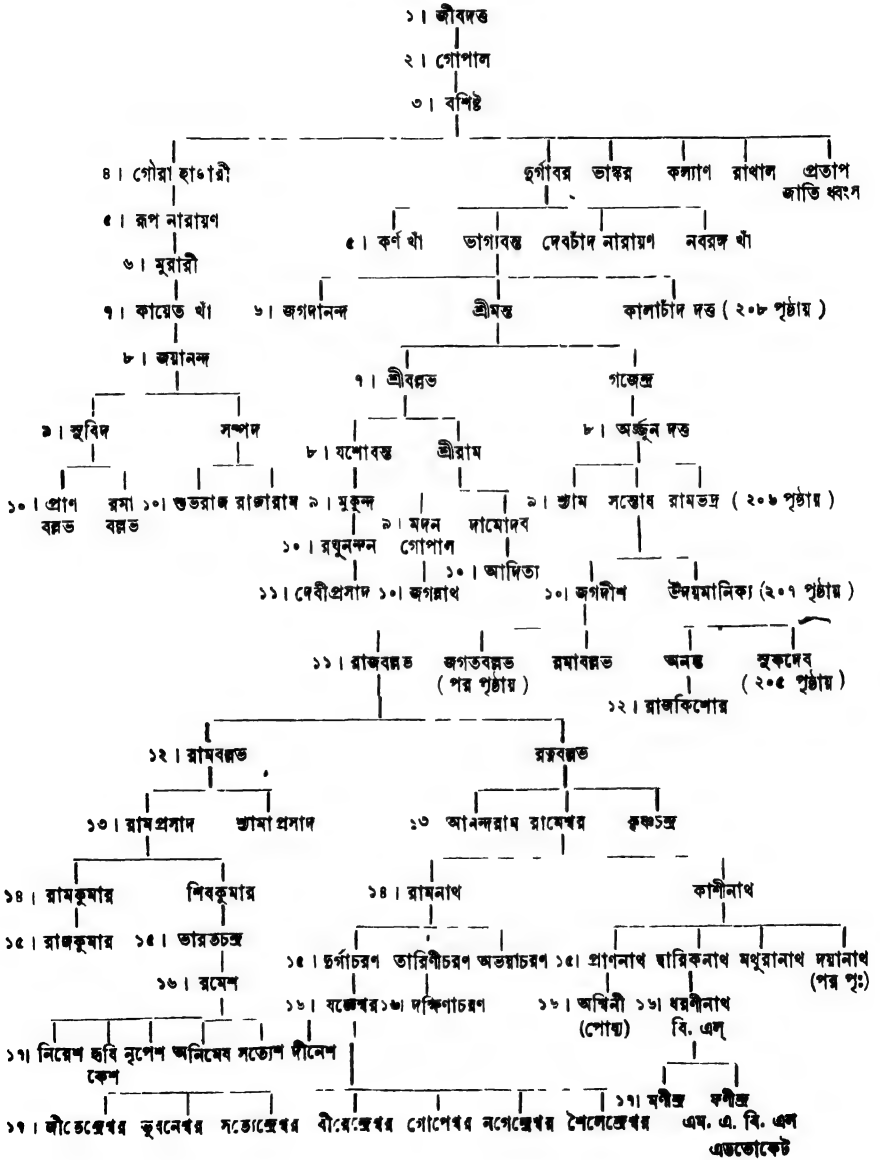 ১। জীবদত্ত
২। গোপাল
৩। বশিষ্ট
৪। গৌরা হাণ্ডারী দুর্গাবর ভাস্কর কল্যাণ রাখাল প্রতাপ
জাতি ধ্বংস
৫। রূপ নারায়ণ ৫। কর্ণ খাঁ ভাগ্যবন্ত দেবচাঁদ নারায়ণ নবরঙ্গ খাঁ
৬। মুরারী
৭। কায়েত খাঁ ৬। জগদানন্দ শ্রীমন্ত কালাচাঁদ দত্ত (২০৮ পৃষ্ঠায়)
৮। জয়ানন্দ
৭। শ্রীবল্লভ গজেন্দ্র
৯। সুবিদ সম্পদ ৮। যশোবন্ত শ্রীরাম ৮। অর্জ্জুন দত্ত
১০। প্রাণ রমা ১০। শুভরাজ রাজারাম ৯। মুকুন্দ ৯। শ্যাম সন্তোষ রামভদ্র (২০৬ পৃষ্ঠায়)
বল্লভ বল্লভ ৯। মদন দামোদব
১০। রঘুনন্দন গোপাল
১০। আদিত্য
১১। দেবীপ্রসাদ ১০। জগন্নাথ ১০। জগদীশ উদয়মানিক্য (২০৭ পৃষ্ঠায়)
১১। রাজবল্লভ জগতবল্লভ রমাবল্লভ অনন্ত সুকদেব
(পর পৃষ্ঠায়) (২০৫ পৃষ্ঠায়)
১২। রাজকিশোর
১২। রামবল্লভ রত্নবল্লভ
১৩। রামপ্রসাদ শ্যামাপ্রসাদ ১৩ আনন্দরাম রামেশ্বর কৃষ্ণচন্দ্র
১৪। রামকুমার শিবকুমার ১৪। রামনাথ কাশীনাথ
১৫। রাজকুমার ১৫। ভারতচন্দ্র
১৫। দুর্গাচরণ তারিণীচরণ অভয়াচরণ ১৫। প্রাণনাথ দ্বারিকনাথ মথুরানাথ দয়ানাথ
(পর পৃঃ)
১৬। রমেশ ১৬। যজ্ঞেশ্বর ১৬। দক্ষিণাচরণ ১৬। অশ্বিনী ১৬। ধরণীনাথ
(পোষ্য) বি. এল্
১৭। নিরেশ হৃষি নৃপেশ অনিমেষ সত্যেশ দীনেশ
কেশ
১৭। মণীন্দ্র ফণীন্দ্র
১৭। জীতেন্দ্রেশ্বর ভুবনেশ্বর সত্যেন্দ্রেশ্বর বীরেন্দ্রেশ্বর গোপেশ্বর নগেন্দ্রেশ্বর শৈলেন্দ্রেশ্বর এম. এ. বি. এল
এডভোকেট